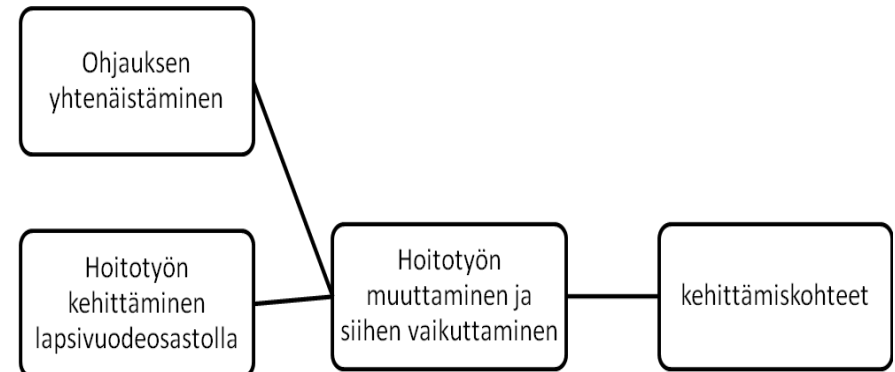 Ohjauksen
yhtenäistäminen
Hoitotyön
kehittäminen
lapsivuodeosastolla
Hoitotyön
muuttaminen ja
siihen vaikuttaminen
kehittämiskohteet